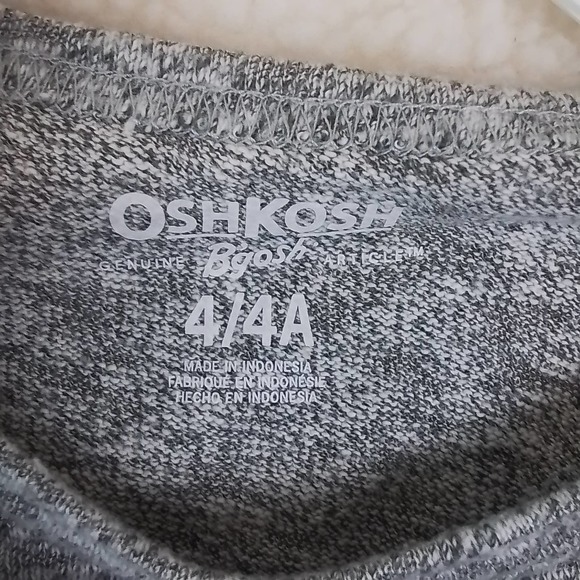 OSHKOSH
GENUINE B'gosh ARTICLE™
4/4A
MADE IN INDONESIA
FABRIQUÉ EN INDONÉSIE
HECHO EN INDONESIA